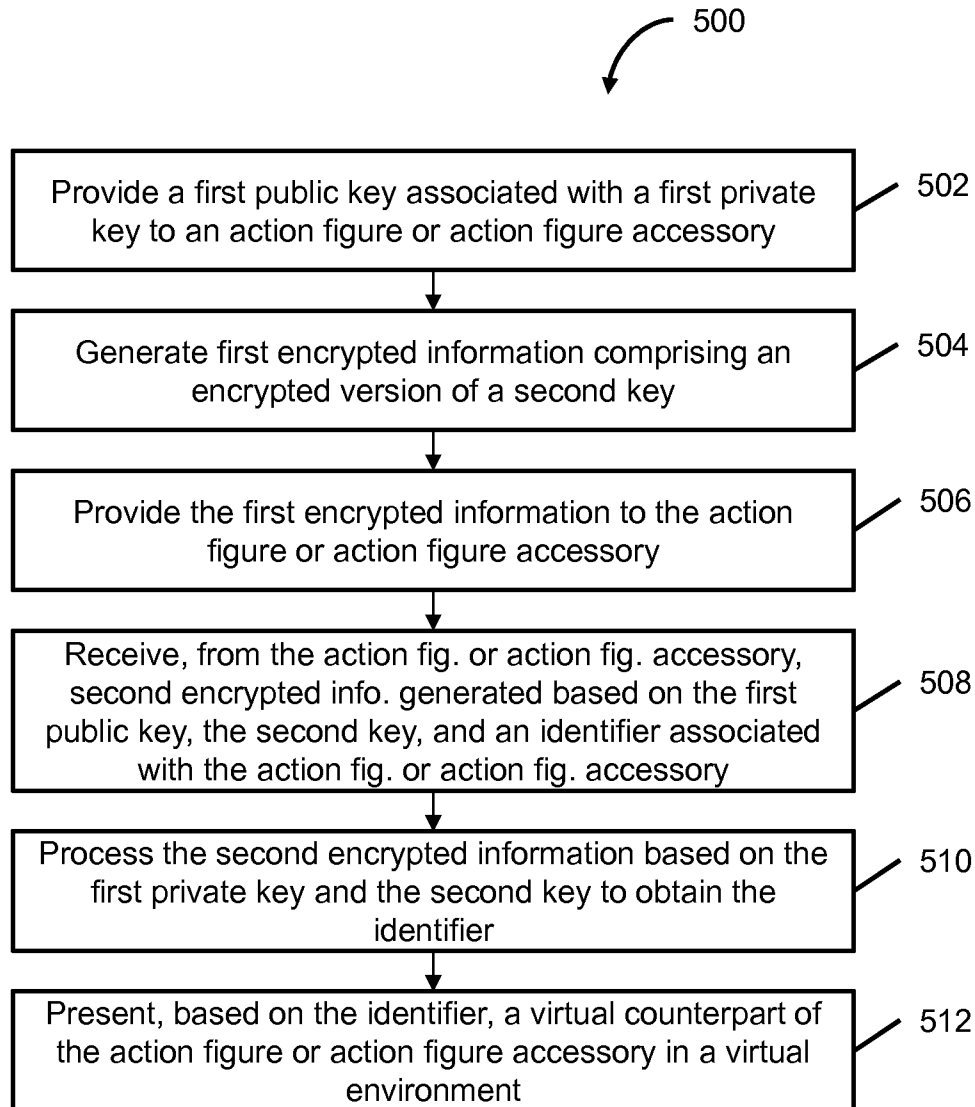 500
Provide a first public key associated with a first private
key to an action figure or action figure accessory
502
Generate first encrypted information comprising an
encrypted version of a second key
504
Provide the first encrypted information to the action
figure or action figure accessory
506
Receive, from the action fig. or action fig. accessory,
second encrypted info. generated based on the first
public key, the second key, and an identifier associated
with the action fig. or action fig. accessory
508
Process the second encrypted information based on the
first private key and the second key to obtain the
identifier
510
Present, based on the identifier, a virtual counterpart of
the action figure or action figure accessory in a virtual
environment
512